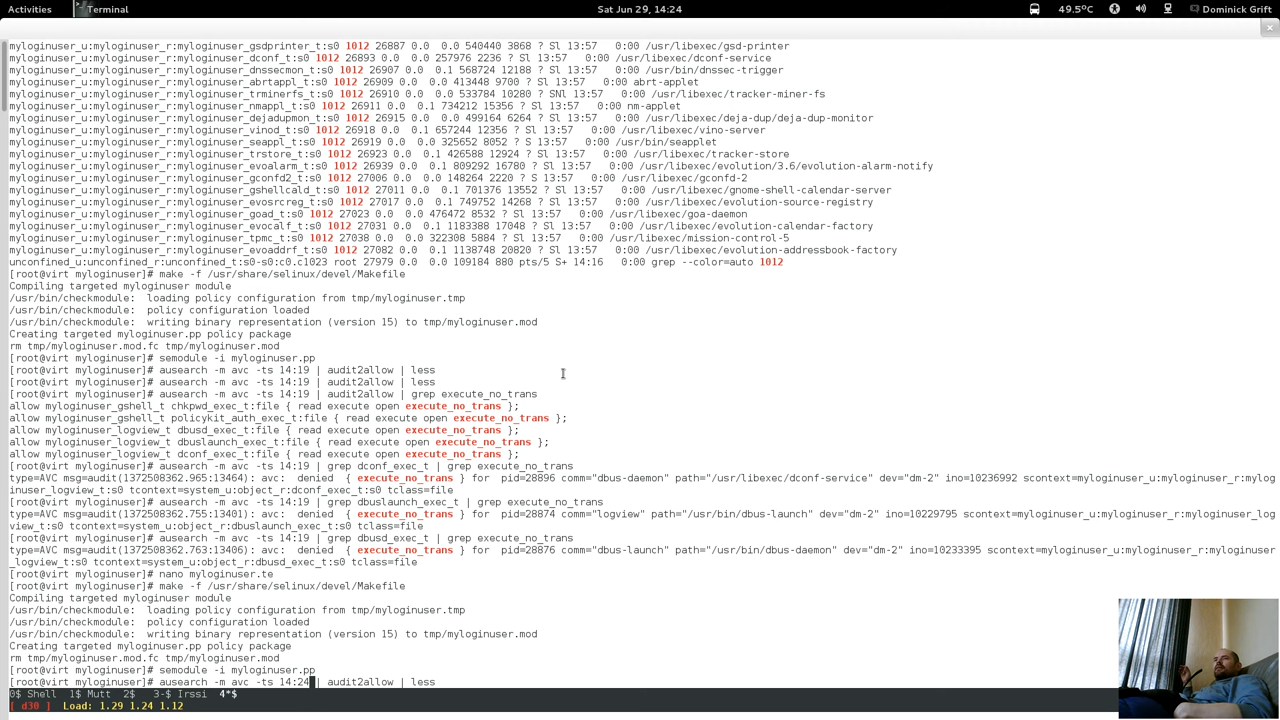 Activities Terminal Sat Jun 29, 14:24 49.5°C Dominick Grift
myloginuser_u:myloginuser_r:myloginuser_gsdprinter_t:s0 1012 26887 0.0 0.0 540440 3868 ? Sl 13:57 0:00 /usr/libexec/gsd-printer
myloginuser_u:myloginuser_r:myloginuser_dconf_t:s0 1012 26893 0.0 0.0 257976 2236 ? Sl 13:57 0:00 /usr/libexec/dconf-service
myloginuser_u:myloginuser_r:myloginuser_dnssecmon_t:s0 1012 26907 0.0 0.1 568724 12188 ? Sl 13:57 0:00 /usr/bin/dnssec-trigger
myloginuser_u:myloginuser_r:myloginuser_abrtappl_t:s0 1012 26909 0.0 0.0 413448 9700 ? Sl 13:57 0:00 abrt-applet
myloginuser_u:myloginuser_r:myloginuser_trminerfs_t:s0 1012 26910 0.0 0.0 533784 10280 ? SNl 13:57 0:00 /usr/libexec/tracker-miner-fs
myloginuser_u:myloginuser_r:myloginuser_nmappl_t:s0 1012 26911 0.0 0.1 734212 15356 ? Sl 13:57 0:00 nm-applet
myloginuser_u:myloginuser_r:myloginuser_dejadupmon_t:s0 1012 26915 0.0 0.0 499164 6264 ? Sl 13:57 0:00 /usr/libexec/deja-dup/deja-dup-monitor
myloginuser_u:myloginuser_r:myloginuser_vinod_t:s0 1012 26918 0.0 0.1 657244 12356 ? Sl 13:57 0:00 /usr/libexec/vino-server
myloginuser_u:myloginuser_r:myloginuser_seappl_t:s0 1012 26919 0.0 0.0 325652 8052 ? S 13:57 0:00 /usr/bin/seapplet
myloginuser_u:myloginuser_r:myloginuser_trstore_t:s0 1012 26923 0.0 0.1 426588 12924 ? Sl 13:57 0:00 /usr/libexec/tracker-store
myloginuser_u:myloginuser_r:myloginuser_evoalarm_t:s0 1012 26939 0.0 0.1 809292 16780 ? Sl 13:57 0:00 /usr/libexec/evolution/3.6/evolution-alarm-notify
myloginuser_u:myloginuser_r:myloginuser_gconfd2_t:s0 1012 27006 0.0 0.0 148264 2220 ? S 13:57 0:00 /usr/libexec/gconfd-2
myloginuser_u:myloginuser_r:myloginuser_gshellcald_t:s0 1012 27011 0.0 0.1 701376 13552 ? Sl 13:57 0:00 /usr/libexec/gnome-shell-calendar-server
myloginuser_u:myloginuser_r:myloginuser_evosrcreg_t:s0 1012 27017 0.0 0.1 749752 14268 ? Sl 13:57 0:00 /usr/libexec/evolution-source-registry
myloginuser_u:myloginuser_r:myloginuser_goad_t:s0 1012 27023 0.0 0.0 476472 8532 ? Sl 13:57 0:00 /usr/libexec/goa-daemon
myloginuser_u:myloginuser_r:myloginuser_evocalf_t:s0 1012 27031 0.0 0.1 1183388 17048 ? Sl 13:57 0:00 /usr/libexec/evolution-calendar-factory
myloginuser_u:myloginuser_r:myloginuser_tpmc_t:s0 1012 27038 0.0 0.0 322308 5884 ? Sl 13:57 0:00 /usr/libexec/mission-control-5
myloginuser_u:myloginuser_r:myloginuser_evoaddrf_t:s0 1012 27082 0.0 0.1 1138748 20820 ? Sl 13:57 0:00 /usr/libexec/evolution-addressbook-factory
unconfined_u:unconfined_r:unconfined_t:s0-s0:c0.c1023 root 27979 0.0 0.0 109184 880 pts/5 S+ 14:16 0:00 grep --color=auto 1012
[root@virt myloginuser]# make -f /usr/share/selinux/devel/Makefile
Compiling targeted myloginuser module
/usr/bin/checkmodule: loading policy configuration from tmp/myloginuser.tmp
/usr/bin/checkmodule: policy configuration loaded
/usr/bin/checkmodule: writing binary representation (version 15) to tmp/myloginuser.mod
Creating targeted myloginuser.pp policy package
rm tmp/myloginuser.mod.fc tmp/myloginuser.mod
[root@virt myloginuser]# semodule -i myloginuser.pp
[root@virt myloginuser]# ausearch -m avc -ts 14:19 | audit2allow | less
[root@virt myloginuser]# ausearch -m avc -ts 14:19 | audit2allow | less
[root@virt myloginuser]# ausearch -m avc -ts 14:19 | audit2allow | grep execute_no_trans
allow myloginuser_gshell_t chkpwd_exec_t:file { read execute open execute_no_trans };
allow myloginuser_gshell_t policykit_auth_exec_t:file { read execute open execute_no_trans };
allow myloginuser_logview_t dbusd_exec_t:file { read execute open execute_no_trans };
allow myloginuser_logview_t dbuslaunch_exec_t:file { read execute open execute_no_trans };
allow myloginuser_logview_t dconf_exec_t:file { read execute open execute_no_trans };
[root@virt myloginuser]# ausearch -m avc -ts 14:19 | grep dconf_exec_t | grep execute_no_trans
type=AVC msg=audit(1372508362.965:13464): avc: denied { execute_no_trans } for pid=28896 comm="dbus-daemon" path="/usr/libexec/dconf-service" dev="dm-2" ino=10236992 scontext=myloginuser_u:myloginuser_r:mylog
inuser_logview_t:s0 tcontext=system_u:object_r:dconf_exec_t:s0 tclass=file
[root@virt myloginuser]# ausearch -m avc -ts 14:19 | grep dbuslaunch_exec_t | grep execute_no_trans
type=AVC msg=audit(1372508362.755:13401): avc: denied { execute_no_trans } for pid=28874 comm="logview" path="/usr/bin/dbus-launch" dev="dm-2" ino=10229795 scontext=myloginuser_u:myloginuser_r:myloginuser_log
view_t:s0 tcontext=system_u:object_r:dbuslaunch_exec_t:s0 tclass=file
[root@virt myloginuser]# ausearch -m avc -ts 14:19 | grep dbusd_exec_t | grep execute_no_trans
type=AVC msg=audit(1372508362.763:13406): avc: denied { execute_no_trans } for pid=28876 comm="dbus-launch" path="/usr/bin/dbus-daemon" dev="dm-2" ino=10233395 scontext=myloginuser_u:myloginuser_r:myloginuser
_logview_t:s0 tcontext=system_u:object_r:dbusd_exec_t:s0 tclass=file
[root@virt myloginuser]# nano myloginuser.te
[root@virt myloginuser]# make -f /usr/share/selinux/devel/Makefile
Compiling targeted myloginuser module
/usr/bin/checkmodule: loading policy configuration from tmp/myloginuser.tmp
/usr/bin/checkmodule: policy configuration loaded
/usr/bin/checkmodule: writing binary representation (version 15) to tmp/myloginuser.mod
Creating targeted myloginuser.pp policy package
rm tmp/myloginuser.mod.fc tmp/myloginuser.mod
[root@virt myloginuser]# semodule -i myloginuser.pp
[root@virt myloginuser]# ausearch -m avc -ts 14:24 | audit2allow | less
0$ Shell 1$ Mutt 2$ 3-$ Irssi 4*$
[ d30 ] Load: 1.29 1.24 1.12